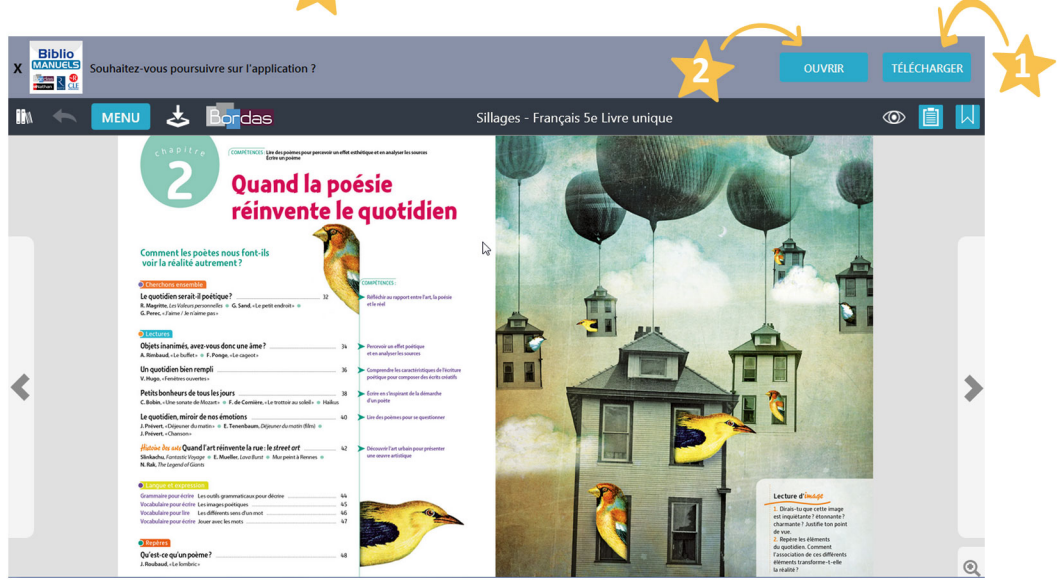 Biblio
MANUELS
X
Souhaitez-vous poursuivre sur l'application ?
2
OUVRIR
TÉLÉCHARGER
1
MENU
Bordas
Sillages - Français 5e Livre unique
chapitre
2
COMPÉTENCES : Lire des poèmes pour percevoir un effet esthétique et en analyser les sources
Écrire un poème
Quand la poésie
réinvente le quotidien
Comment les poètes nous font-ils
voir la réalité autrement ?
COMPÉTENCES :
Cherchons ensemble
Le quotidien serait-il poétique ? 32
R. Magritte, Les Valeurs personnelles G. Sand, « Le petit endroit »
G. Perec, « J'aime / Je n'aime pas »
Réfléchir au rapport entre l'art, la poésie
et le réel
Lectures
Objets inanimés, avez-vous donc une âme ? 34
A. Rimbaud, « Le buffet » F. Ponge, « Le cageot »
Percevoir un effet poétique
et en analyser les sources
Un quotidien bien rempli 36
V. Hugo, « Fenêtres ouvertes »
Comprendre les caractéristiques de l'écriture
poétique pour composer des écrits créatifs
Petits bonheurs de tous les jours 38
C. Bobin, « Une sonate de Mozart » F. de Cornière, « Le trottoir au soleil » Haïkus
Écrire en s'inspirant de la démarche
d'un poète
Le quotidien, miroir de nos émotions 40
J. Prévert, « Déjeuner du matin » E. Tenenbaum, Déjeuner du matin (film)
J. Prévert, « Chanson »
Lire des poèmes pour se questionner
Histoire des arts Quand l'art réinvente la rue : le street art 42
Slinkachu, Fantastic Voyage E. Mueller, Lava Burst Mur peint à Rennes
N. Rak, The Legend of Giants
Découvrir l'art urbain pour présenter
une œuvre artistique
Langue et expression
Grammaire pour écrire Les outils grammaticaux pour décrire 44
Vocabulaire pour écrire Les images poétiques 45
Vocabulaire pour lire Les différents sens d'un mot 46
Vocabulaire pour écrire Jouer avec les mots 47
Repères
Qu'est-ce qu'un poème ? 48
J. Roubaud, « Le lombric »
Lecture d'image
1. Dirais-tu que cette image
est inquiétante ? étonnante ?
charmante ? Justifie ton point
de vue.
2. Repère les éléments
du quotidien. Comment
l'association de ces différents
éléments transforme-t-elle
la réalité ?